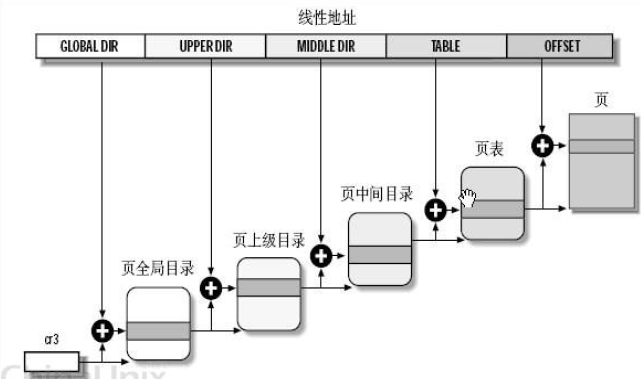 线性地址
GLOBAL DIR UPPER DIR MIDDLE DIR TABLE OFFSET
页
页表
页中间目录
页上级目录
页全局目录
cr3
ChinaUnix